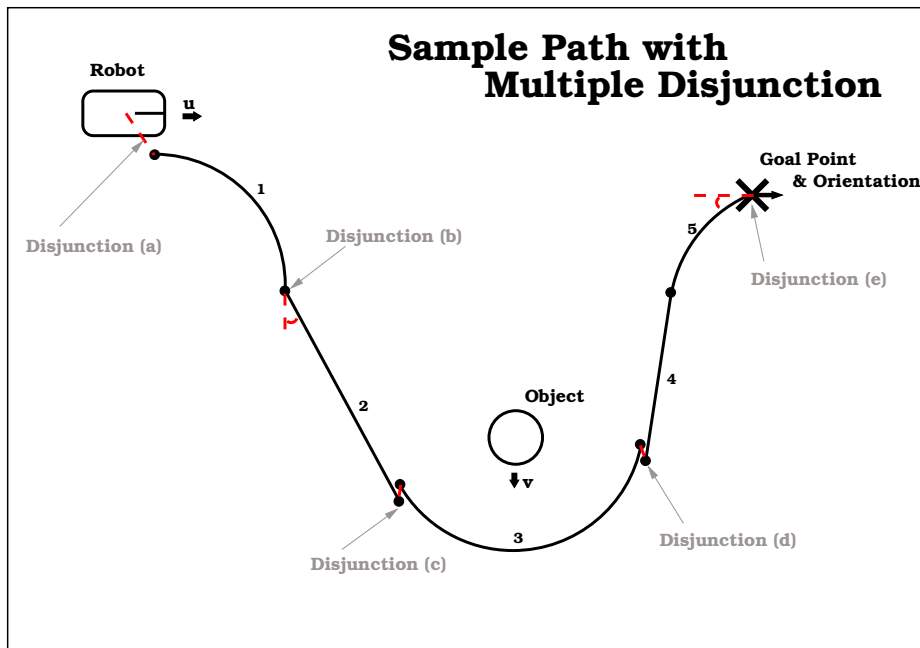 Sample Path with
Multiple Disjunction
Robot
u
Goal Point
& Orientation
1
5
Disjunction (a)
Disjunction (b)
Disjunction (e)
4
2
Object
v
3
Disjunction (d)
Disjunction (c)